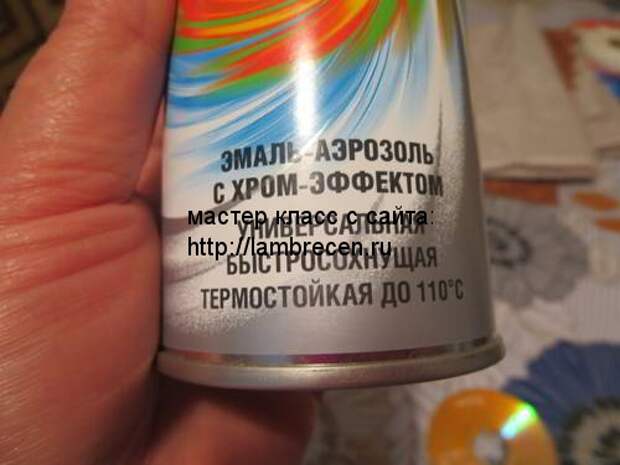 ЭМАЛЬ-АЭРОЗОЛЬ
С ХРОМ-ЭФФЕКТОМ
мастер класс с сайта:
УНИВЕРСАЛЬНАЯ
http://lambrecen.ru
БЫСТРОСОХНУЩАЯ
ТЕРМОСТОЙКАЯ ДО 110°С